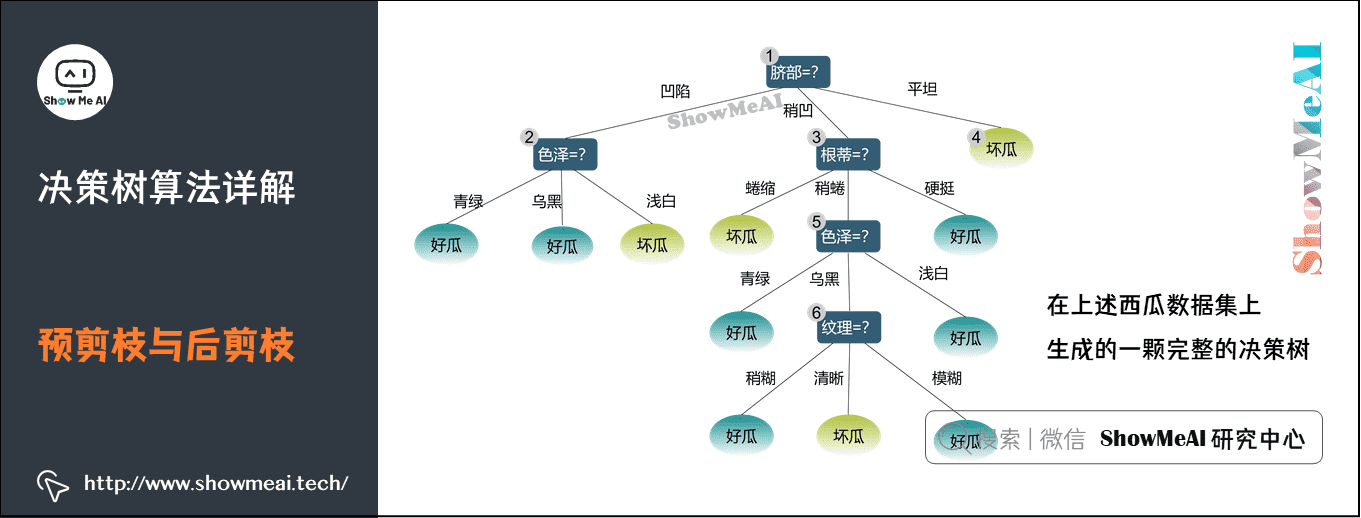 Show Me AI
决策树算法详解
预剪枝与后剪枝
http://www.showmeai.tech/
1
脐部=?
凹陷
稍凹
平坦
ShowMeAI
2
色泽=?
3
根蒂=?
4
坏瓜
青绿
乌黑
浅白
蜷缩
稍蜷
硬挺
好瓜
好瓜
坏瓜
坏瓜
5
色泽=?
好瓜
青绿
乌黑
浅白
好瓜
6
纹理=?
好瓜
稍糊
清晰
模糊
好瓜
坏瓜
好瓜
在上述西瓜数据集上
生成的一颗完整的决策树
搜索 | 微信 ShowMeAI 研究中心
ShowMeAI